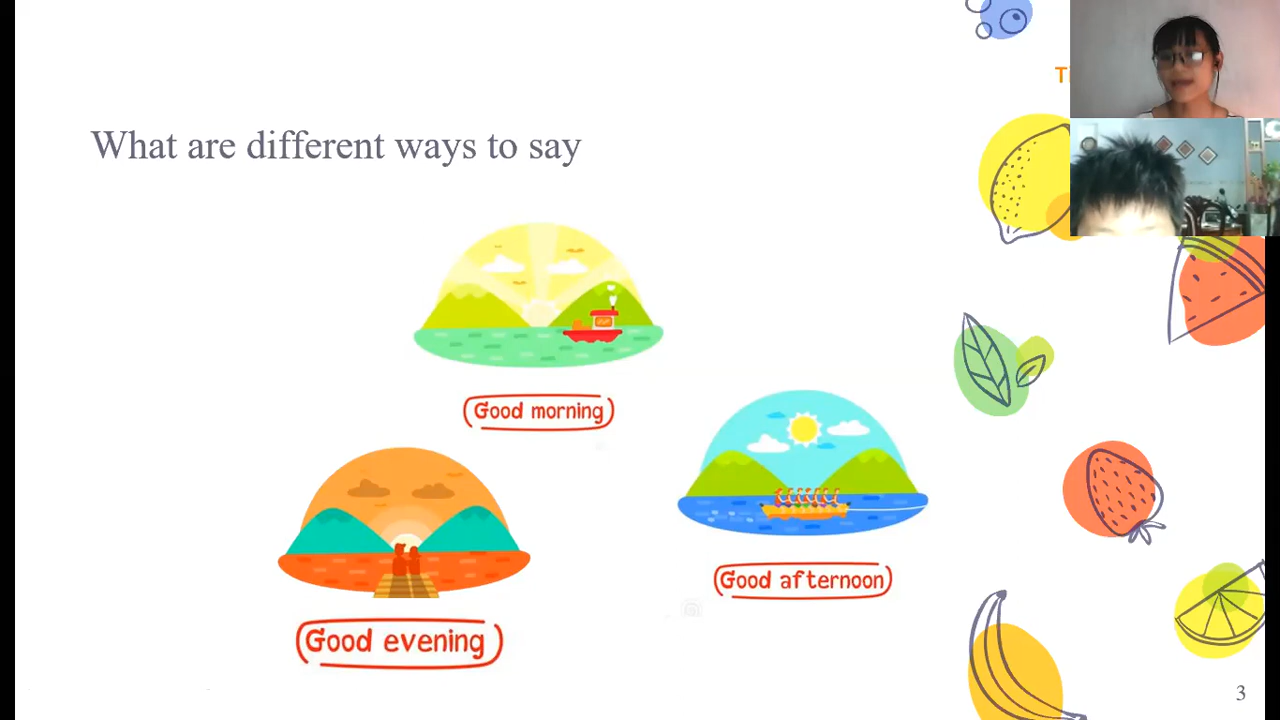 What are different ways to say
Good morning
Good afternoon
Good evening
3